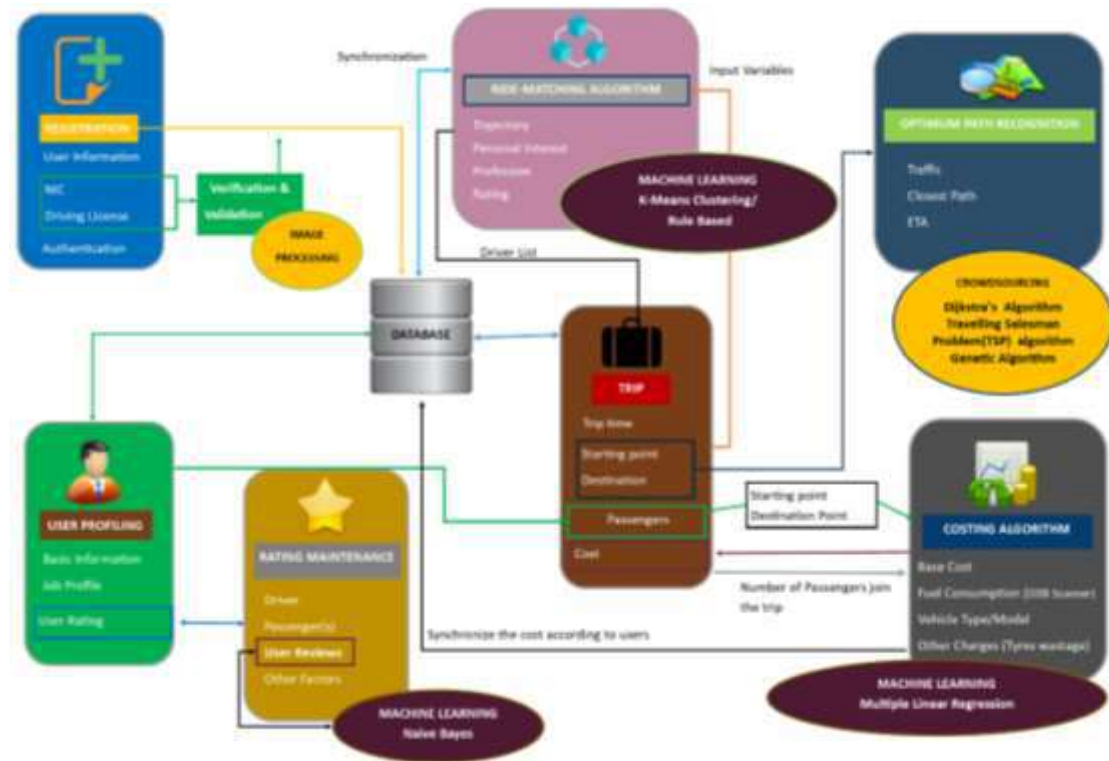 REGISTRATION
User Information
NIC
Driving License
Authentication
Verification &
Validation
IMAGE
PROCESSING
Synchronization
RIDE-MATCHING ALGORITHM
Trajectory
Personal Interest
Profession
Rating
MACHINE LEARNING
K-Means Clustering/
Rule Based
Input Variables
Driver List
OPTIMUM PATH RECOGNITION
Traffic
Closest Path
ETA
CROWDSOURCING
Dijkstra's Algorithm
Travelling Salesman
Problem(TSP) algorithm
Genetic Algorithm
DATABASE
TRIP
Trip time
Starting point
Destination
Passengers
Cost
USER PROFILING
Basic Information
Job Profile
User Rating
RATING MAINTENANCE
Driver
Passenger(s)
User Reviews
Other Factors
MACHINE LEARNING
Naive Bayes
Starting point
Destination Point
Number of Passengers join
the trip
Synchronize the cost according to users
COSTING ALGORITHM
Base Cost
Fuel Consumption (OBB Scanner)
Vehicle Type/Model
Other Charges (Tyres wastage)
MACHINE LEARNING
Multiple Linear Regression